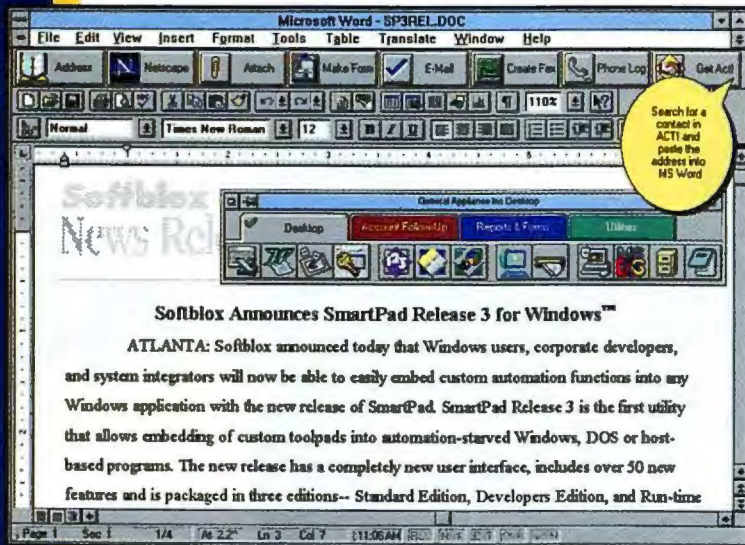 Microsoft Word - SP3REL.DOC
File Edit View Insert Format Tools Table Translate Window Help
Address Netscape Attach Make Form E-Mail Create Fax Phone Log Get Act!
110%
Normal Times New Roman 12 B I U
Search for a
contact in
ACT! and
paste the
address into
MS Word
Softblox
News Rel
General Appliance Inc Desktop
Desktop Account Follow-Up Reports & Forms Utilities
Softblox Announces SmartPad Release 3 for Windows™
ATLANTA: Softblox announced today that Windows users, corporate developers,
and system integrators will now be able to easily embed custom automation functions into any
Windows application with the new release of SmartPad. SmartPad Release 3 is the first utility
that allows embedding of custom toolpads into automation-starved Windows, DOS or host-
based programs. The new release has a completely new user interface, includes over 50 new
features and is packaged in three editions-- Standard Edition, Developers Edition, and Run-time
Page 1 Sec 1 1/4 At 2.2" Ln 3 Col 7 11:06AM